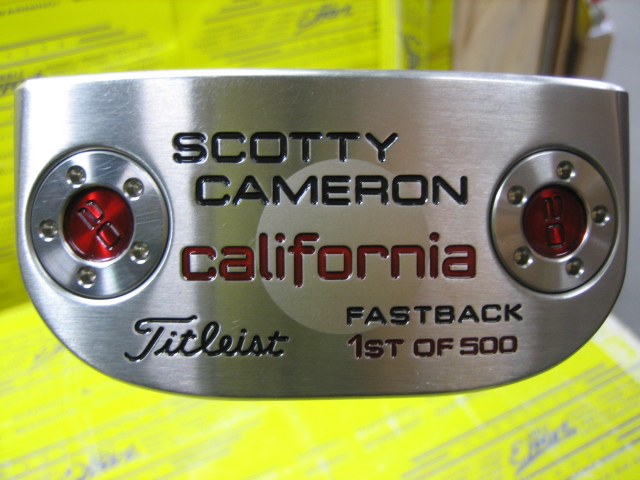 SCOTTY
CAMERON
california
Titleist
FASTBACK
1ST OF 500